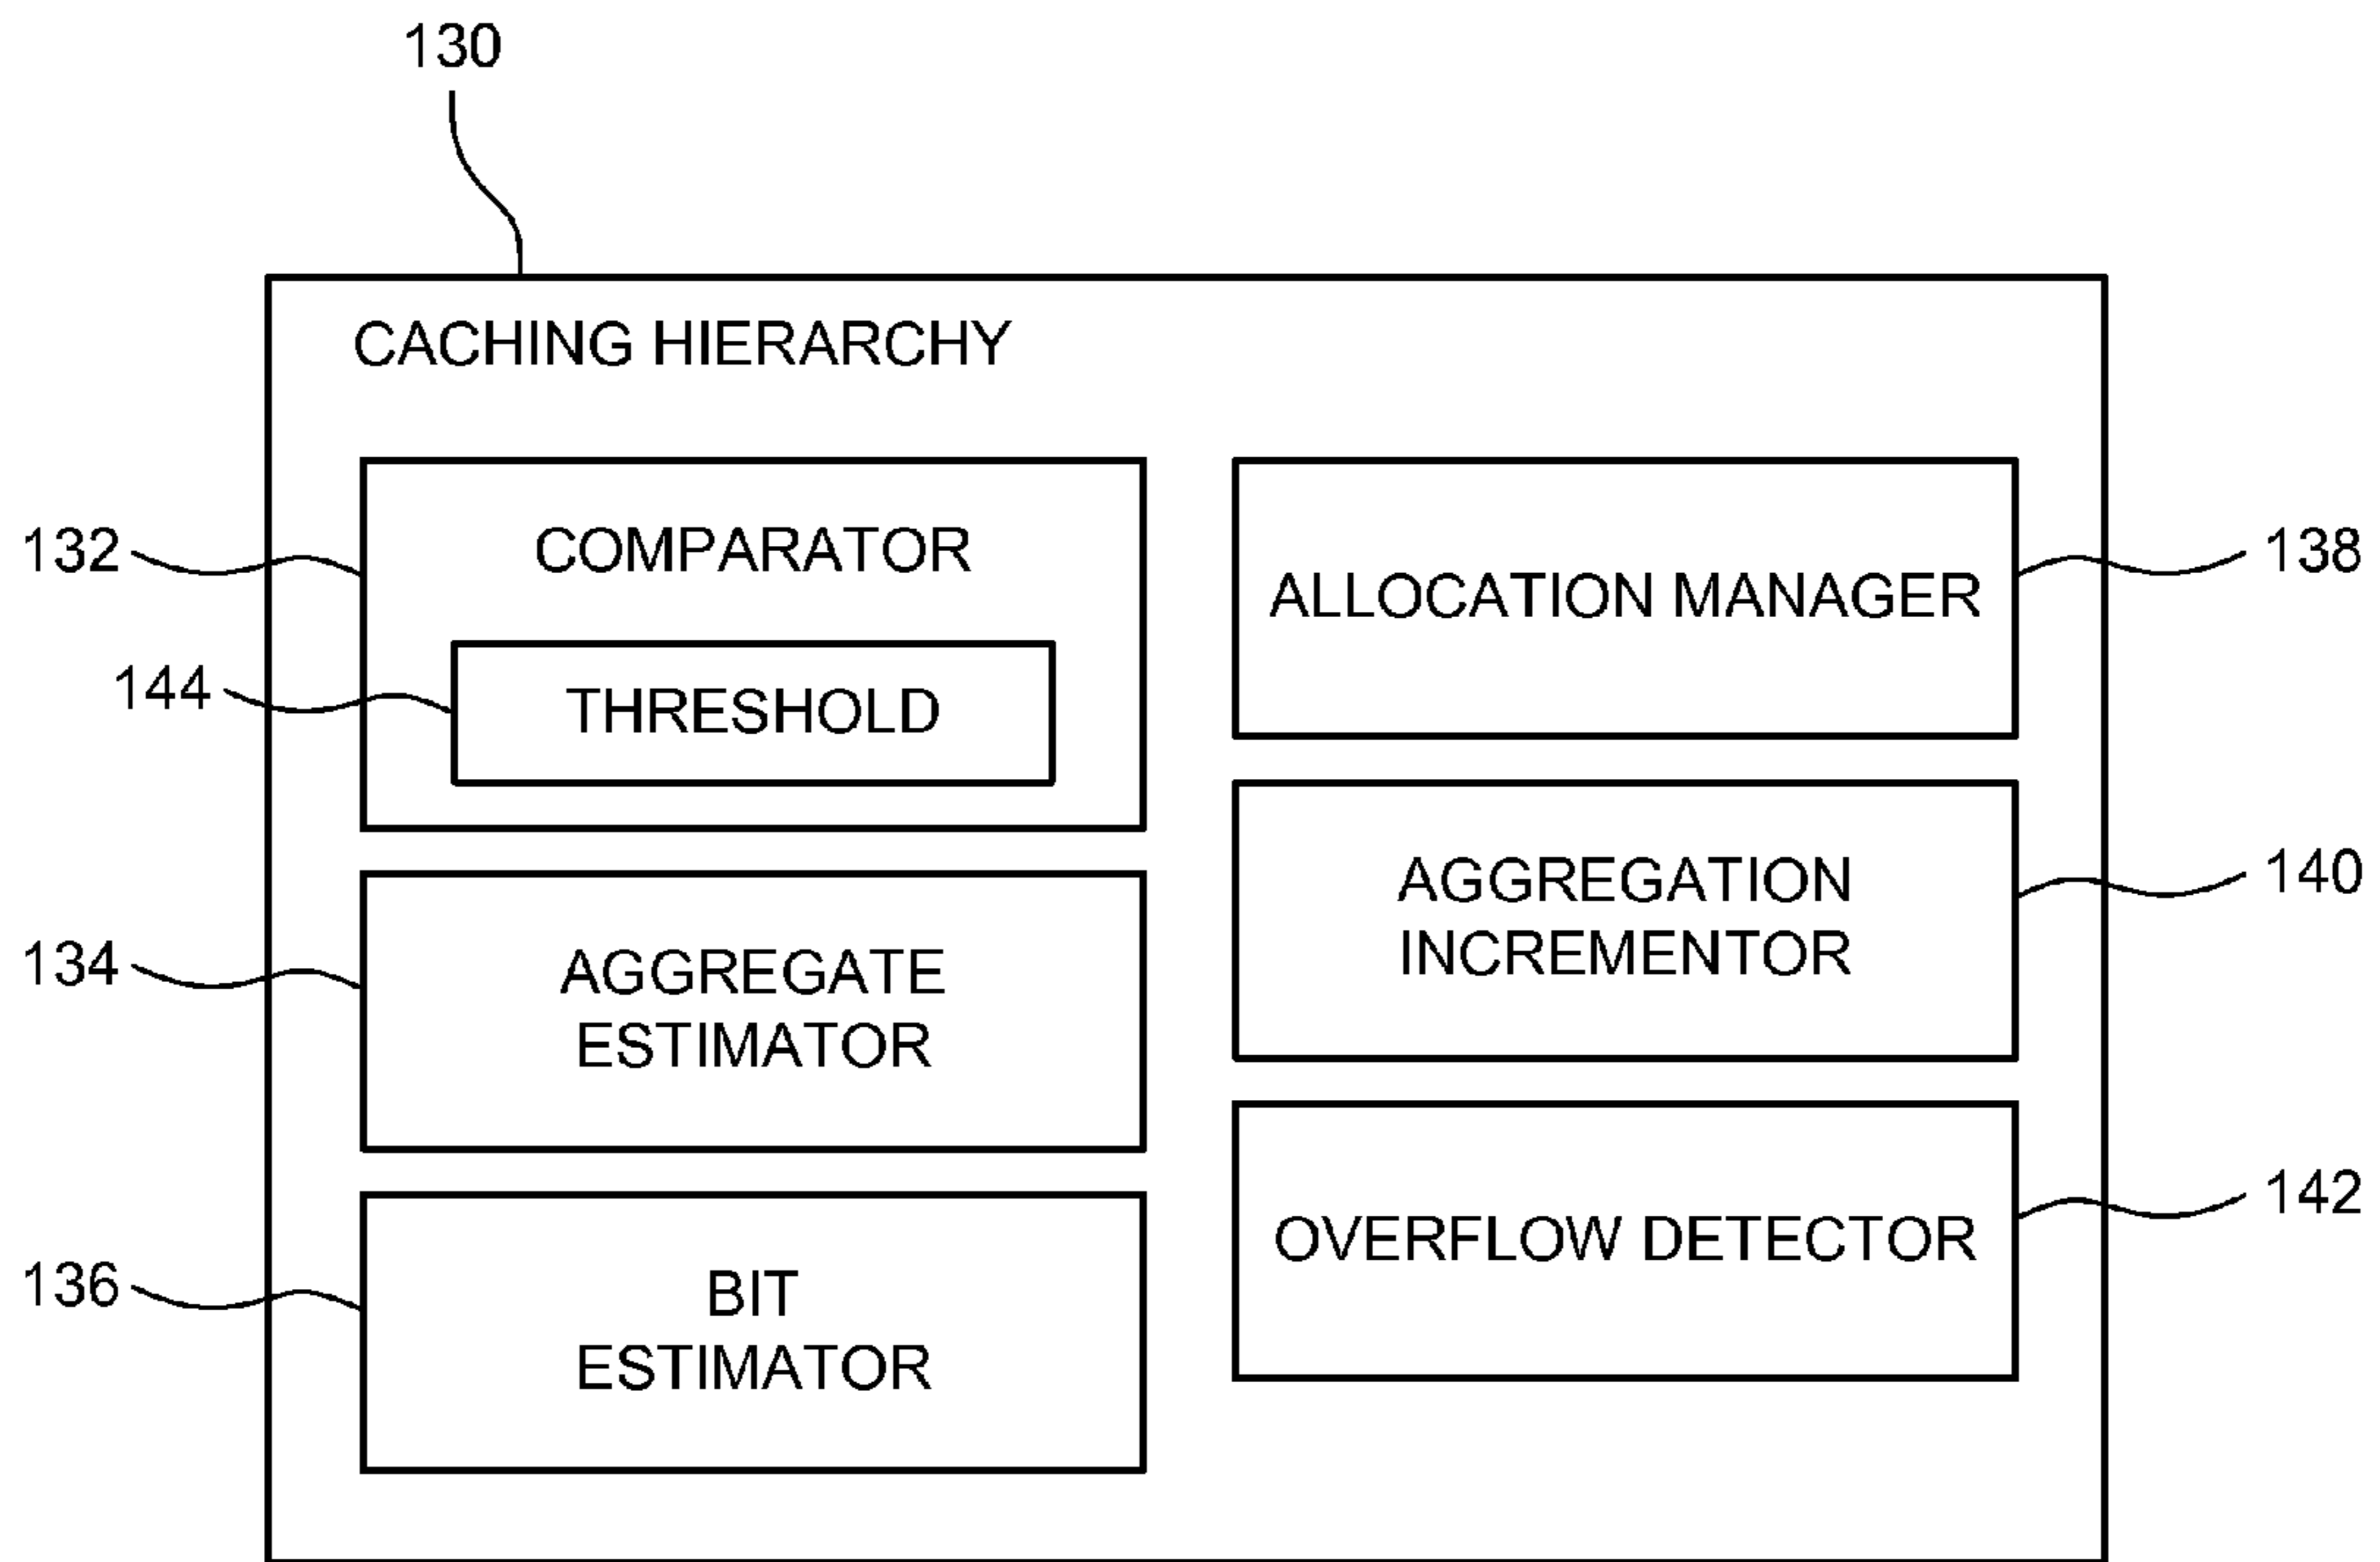 130
CACHING HIERARCHY
132
COMPARATOR
144
THRESHOLD
134
AGGREGATE
ESTIMATOR
136
BIT
ESTIMATOR
ALLOCATION MANAGER
138
AGGREGATION
INCREMENTOR
140
OVERFLOW DETECTOR
142